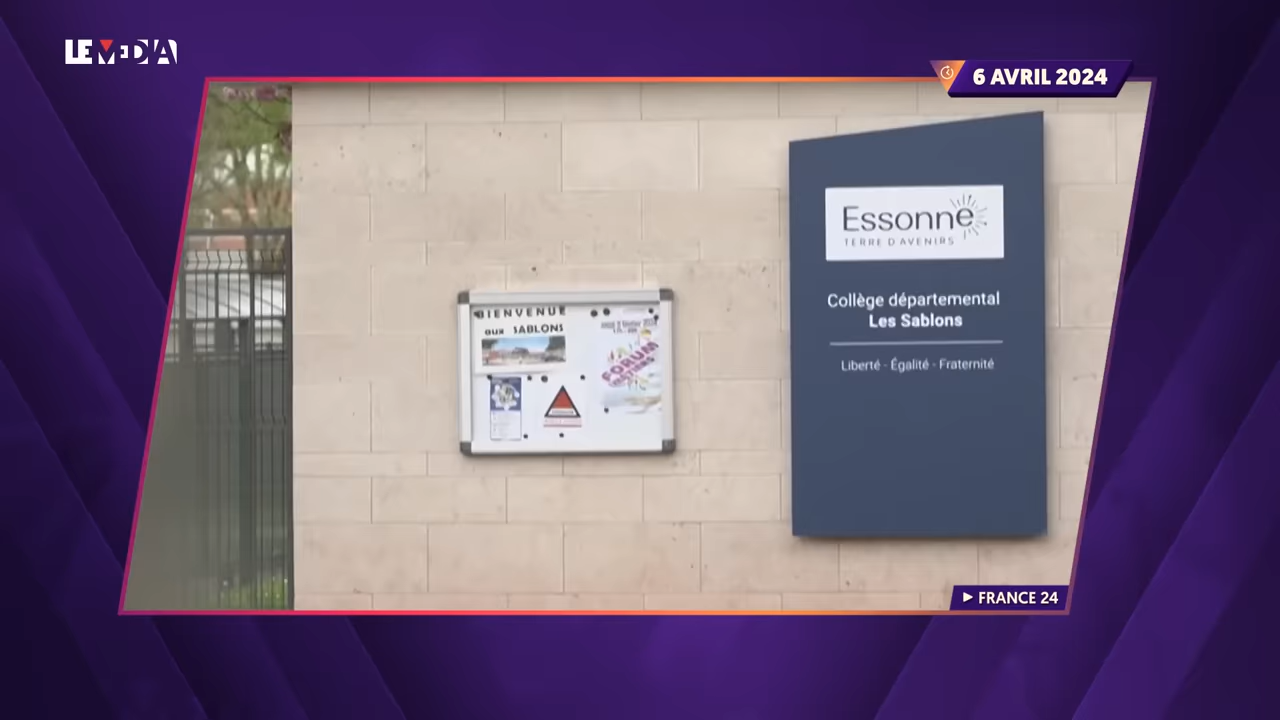 LE MEDIA
6 AVRIL 2024
Essonne
TERRE D'AVENIRS
Collège départemental
Les Sablons
Liberté - Égalité - Fraternité
BIENVENUE
aux SABLONS
FORUM
FRANCE 24